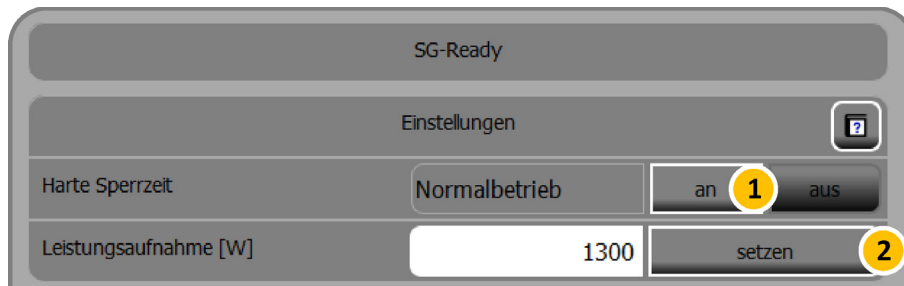 SG-Ready
Einstellungen ?
Harte Sperrzeit Normalbetrieb an 1 aus
Leistungsaufnahme [W] 1300 setzen 2